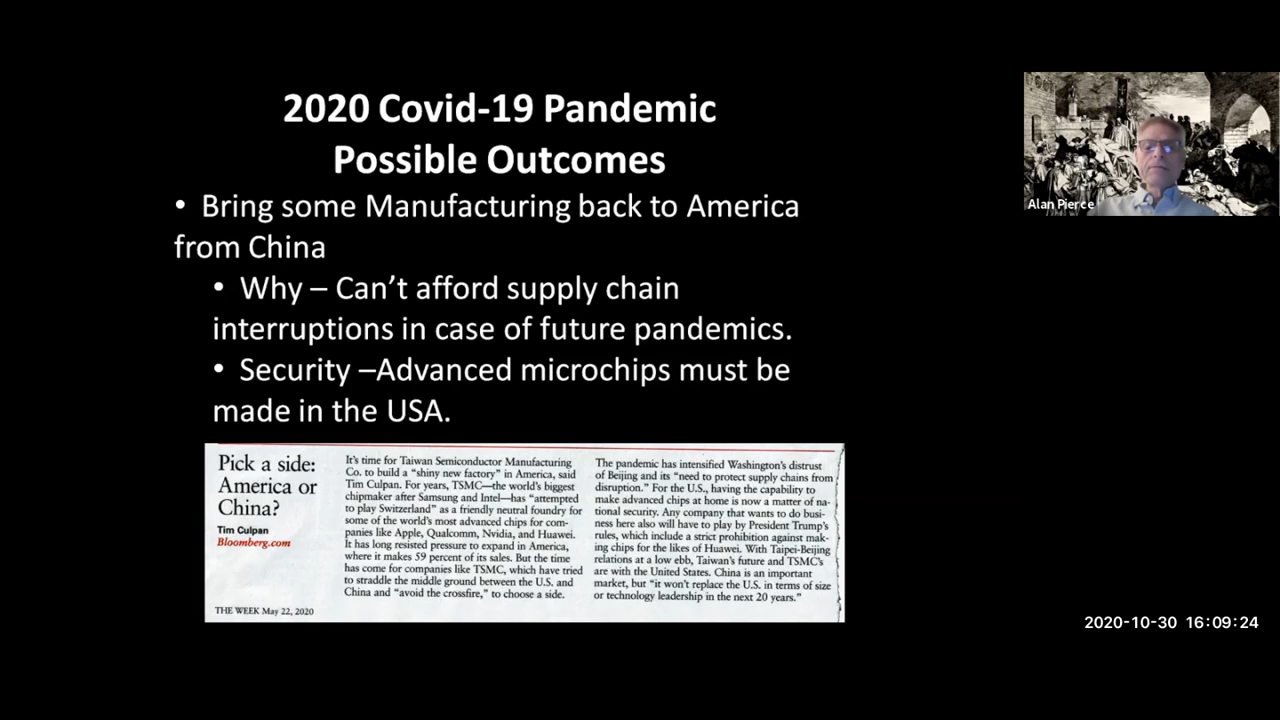 2020 Covid-19 Pandemic
Possible Outcomes
• Bring some Manufacturing back to America
from China
• Why – Can’t afford supply chain
interruptions in case of future pandemics.
• Security –Advanced microchips must be
made in the USA.
Pick a side:
America or
China?
Tim Culpan
Bloomberg.com
THE WEEK May 22, 2020
It’s time for Taiwan Semiconductor Manufacturing
Co. to build a “shiny new factory” in America, said
Tim Culpan. For years, TSMC—the world’s biggest
chipmaker after Samsung and Intel—has “attempted
to play Switzerland” as a friendly neutral foundry for
some of the world’s most advanced chips for com-
panies like Apple, Qualcomm, Nvidia, and Huawei.
It has long resisted pressure to expand in America,
where it makes 59 percent of its sales. But the time
has come for companies like TSMC, which have tried
to straddle the middle ground between the U.S. and
China and “avoid the crossfire,” to choose a side.
The pandemic has intensified Washington’s distrust
of Beijing and its “need to protect supply chains from
disruption.” For the U.S., having the capability to
make advanced chips at home is now a matter of na-
tional security. Any company that wants to do busi-
ness here also will have to play by President Trump’s
rules, which include a strict prohibition against mak-
ing chips for the likes of Huawei. With Taipei-Beijing
relations at a low ebb, Taiwan’s future and TSMC’s
are with the United States. China is an important
market, but “it won’t replace the U.S. in terms of size
or technology leadership in the next 20 years.”
Alan Pierce
2020-10-30 16:09:24